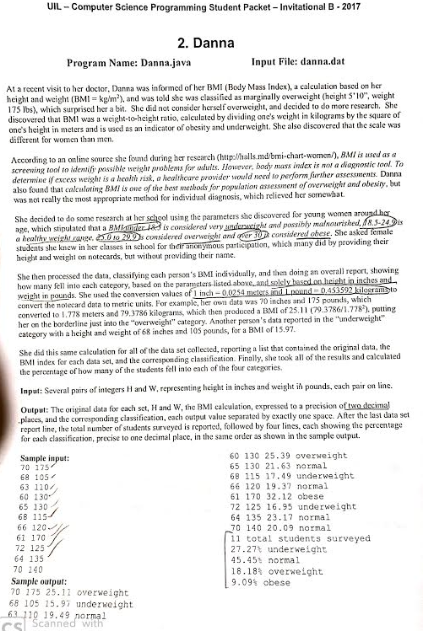 UIL – Computer Science Programming Student Packet – Invitational B - 2017
2. Danna
Program Name: Danna.java Input File: danna.dat
At a recent visit to her doctor, Danna was informed of her BMI (Body Mass Index), a calculation based on her
height and weight (BMI = kg/m²), and was told she was classified as marginally overweight (height 5'10", weight
175 lbs), which surprised her a bit. She did not consider herself overweight, and decided to do more research. She
discovered that BMI was a weight-to-height ratio, calculated by dividing one's weight in kilograms by the square of
one's height in meters and is used as an indicator of obesity and underweight. She also discovered that the scale was
different for women than men.
According to an online source she found during her research (http://halls.md/bmi-chart-women/), BMI is used as a
screening tool to identify possible weight problems for adults. However, body mass index is not a diagnostic tool. To
determine if excess weight is a health risk, a healthcare provider would need to perform further assessments. Danna
also found that calculating BMI is one of the best methods for population assessment of overweight and obesity, but
was not really the most appropriate method for individual diagnosis, which relieved her somewhat.
She decided to do some research at her school using the parameters she discovered for young women around her
age, which stipulated that a BMI under 18.5 is considered very underweight and possibly malnourished, 18.5-24.9 is
a healthy weight range, 25.0 to 29.9 is considered overweight and over 30 is considered obese. She asked female
students she knew in her classes in school for their anonymous participation, which many did by providing their
height and weight on notecards, but without providing their name.
She then processed the data, classifying each person's BMI individually, and then doing an overall report, showing
how many fell into each category, based on the parameters listed above, and solely based on height in inches and
weight in pounds. She used the conversion values of 1 inch = 0.0254 meters and 1 pound = 0.453592 kilograms to
convert the notecard data to metric units. For example, her own data was 70 inches and 175 pounds, which
converted to 1.778 meters and 79.3786 kilograms, which then produced a BMI of 25.11 (79.3786/1.778²), putting
her on the borderline just into the "overweight" category. Another person's data reported in the "underweight"
category with a height and weight of 68 inches and 105 pounds, for a BMI of 15.97.
She did this same calculation for all of the data set collected, reporting a list that contained the original data, the
BMI index for each data set, and the corresponding classification. Finally, she took all of the results and calculated
the percentage of how many of the students fell into each of the four categories.
Input: Several pairs of integers H and W, representing height in inches and weight in pounds, each pair on line.
Output: The original data for each set, H and W, the BMI calculation, expressed to a precision of two decimal
places, and the corresponding classification, each output value separated by exactly one space. After the last data set
report line, the total number of students surveyed is reported, followed by four lines, each showing the percentage
for each classification, precise to one decimal place, in the same order as shown in the sample output.
Sample input:
70 175
68 105
63 110
60 130
65 130
68 115
66 120
61 170
72 125
64 135
70 140
Sample output:
70 175 25.11 overweight
68 105 15.97 underweight
63 110 19.49 normal
60 130 25.39 overweight
65 130 21.63 normal
68 115 17.49 underweight
66 120 19.37 normal
61 170 32.12 obese
72 125 16.95 underweight
64 135 23.17 normal
70 140 20.09 normal
11 total students surveyed
27.27% underweight
45.45% normal
18.18% overweight
9.09% obese
CS Scanned with